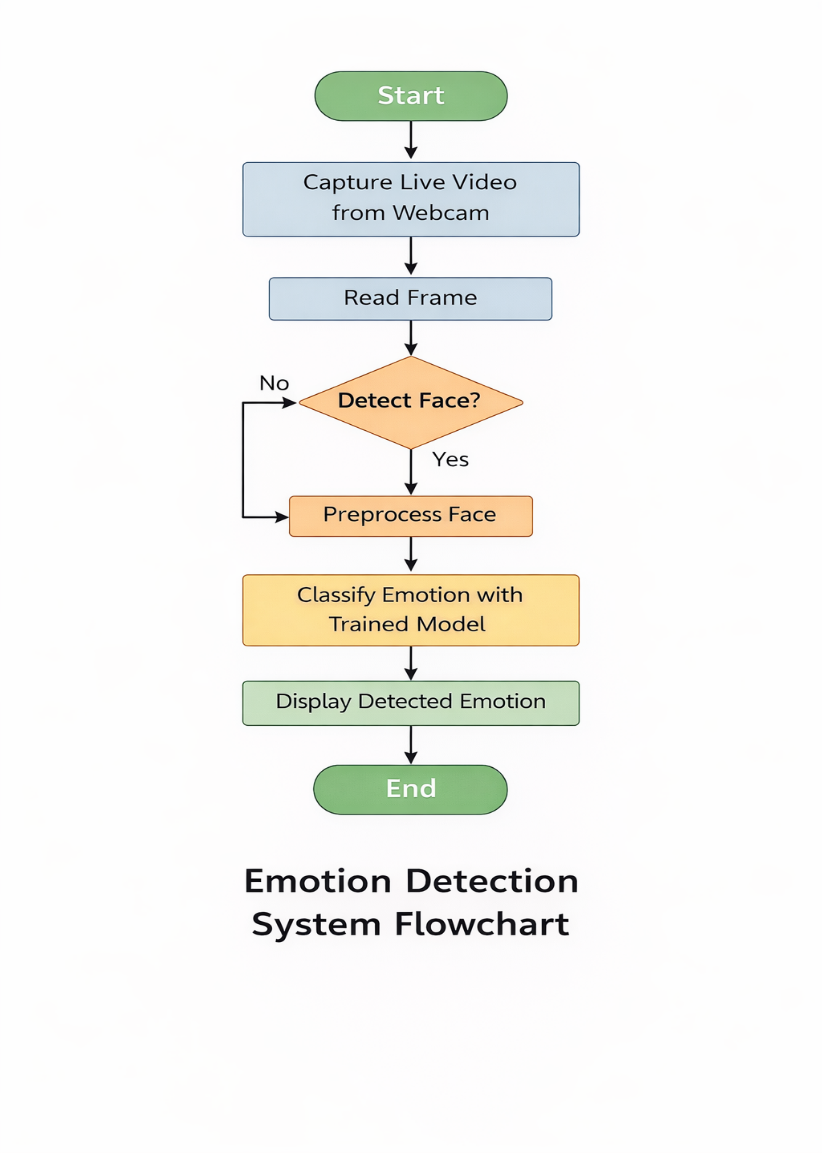 Start
Capture Live Video
from Webcam
Read Frame
No
Detect Face?
Yes
Preprocess Face
Classify Emotion with
Trained Model
Display Detected Emotion
End
Emotion Detection
System Flowchart